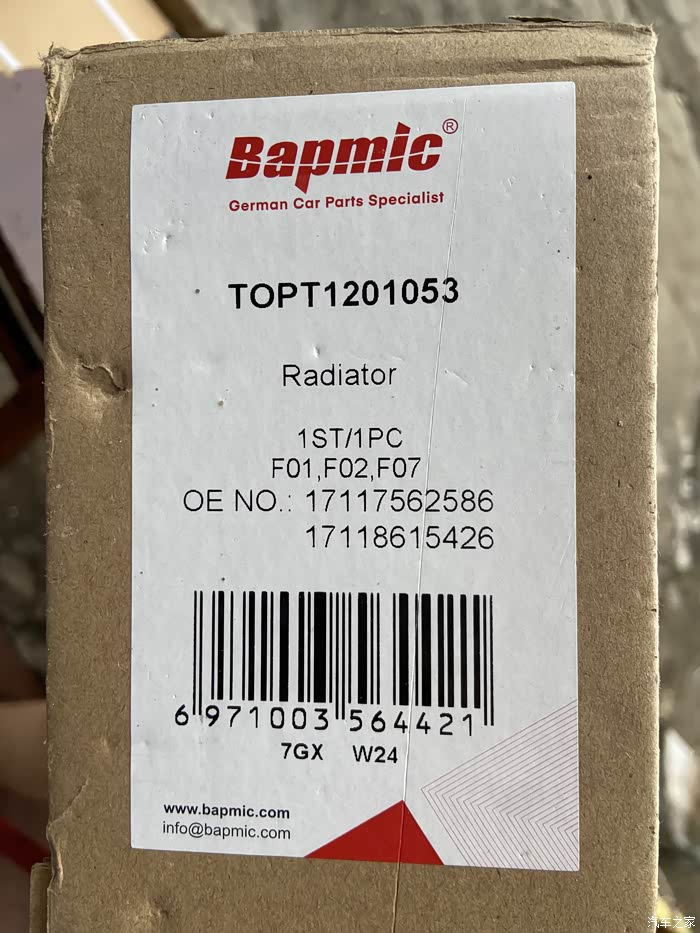 Bapmic®
German Car Parts Specialist
TOPT1201053
Radiator
1ST/1PC
F01,F02,F07
OE NO.: 17117562586
17118615426
6 971003 564421
7GX W24
www.bapmic.com
info@bapmic.com
汽车之家